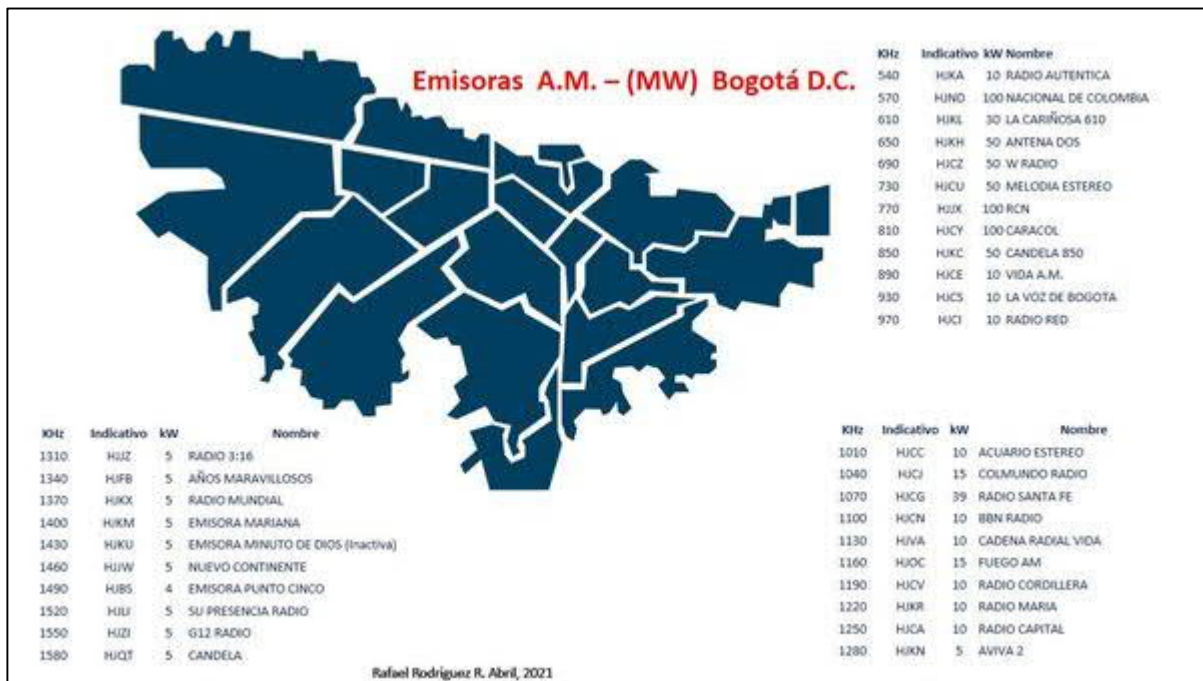 Emisoras A.M. – (MW) Bogotá D.C.
KHz Indicativo kW Nombre
540 HJKA 10 RADIO AUTENTICA
570 HJND 100 NACIONAL DE COLOMBIA
610 HJKL 30 LA CARIÑOSA 610
650 HJKH 50 ANTENA DOS
690 HJCZ 50 W RADIO
730 HJCU 50 MELODIA ESTEREO
770 HJJX 100 RCN
810 HJCY 100 CARACOL
850 HJKC 50 CANDELA 850
890 HJCE 10 VIDA A.M.
930 HJCS 10 LA VOZ DE BOGOTA
970 HJCI 10 RADIO RED
KHz Indicativo kW Nombre
1310 HJJZ 5 RADIO 3:16
1340 HJFB 5 AÑOS MARAVILLOSOS
1370 HJKX 5 RADIO MUNDIAL
1400 HJKM 5 EMISORA MARIANA
1430 HJKU 5 EMISORA MINUTO DE DIOS (Inactiva)
1460 HJJW 5 NUEVO CONTINENTE
1490 HJBS 4 EMISORA PUNTO CINCO
1520 HJLI 5 SU PRESENCIA RADIO
1550 HJZI 5 G12 RADIO
1580 HJQT 5 CANDELA
KHz Indicativo kW Nombre
1010 HJCC 10 ACUARIO ESTEREO
1040 HJCJ 15 COLMUNDO RADIO
1070 HJCG 39 RADIO SANTA FE
1100 HJCN 10 BBN RADIO
1130 HJVA 10 CADENA RADIAL VIDA
1160 HJOC 15 FUEGO AM
1190 HJCV 10 RADIO CORDILLERA
1220 HJKR 10 RADIO MARIA
1250 HJCA 10 RADIO CAPITAL
1280 HJKN 5 AVIVA 2
Rafael Rodríguez R. Abril, 2021